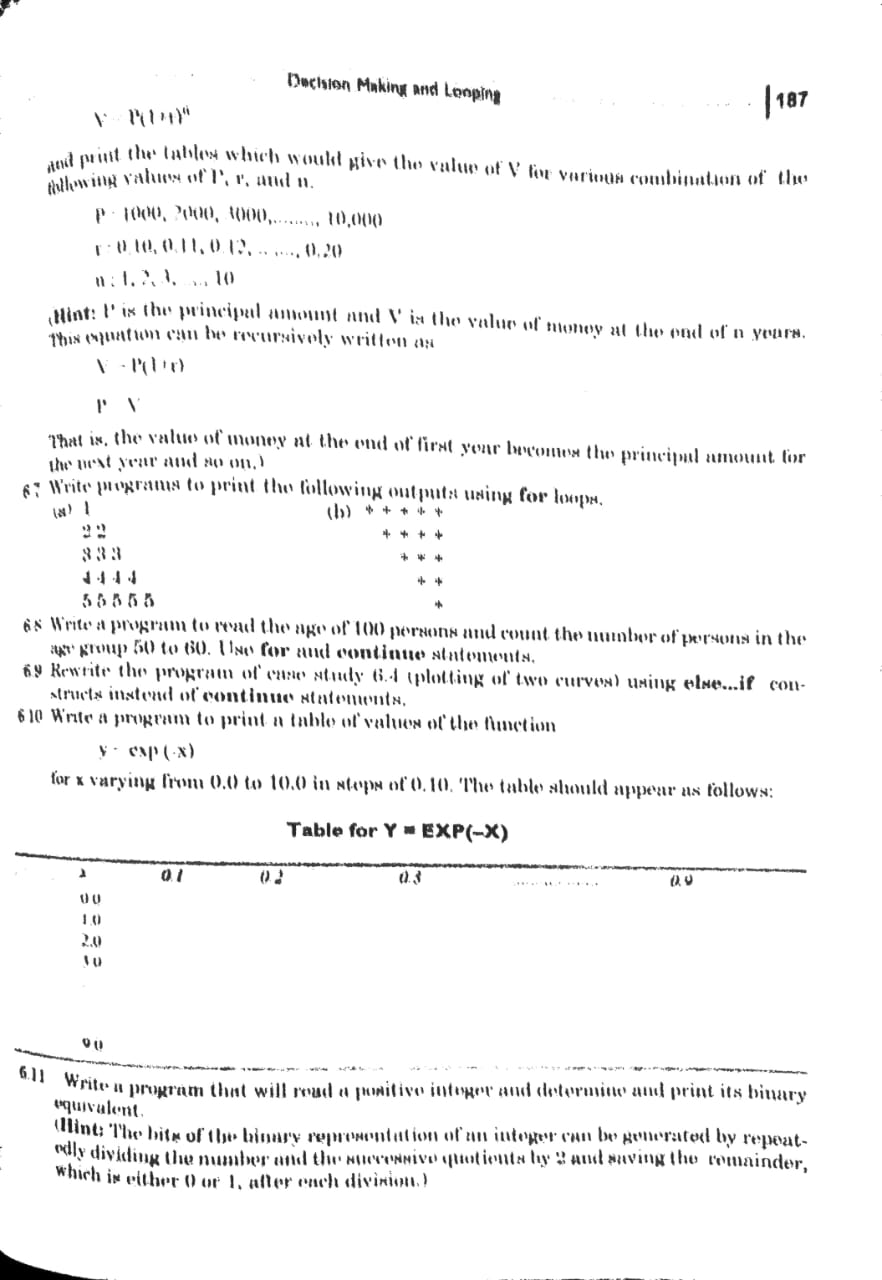 Decision Making and Looping
187
V = P(1+r)ⁿ
and print the tables which would give the value of V for various combination of the
following values of P, r, and n.
P : 1000, 2000, 3000,........, 10,000
r : 0.10, 0.11, 0.12, .. ....., 0.20
n : 1, 2, 3, ...., 10
(Hint: P is the principal amount and V is the value of money at the end of n years.
This equation can be recursively written as
V = P(1+r)
P V
That is, the value of money at the end of first year becomes the principal amount for
the next year and so on.)
6.7 Write programs to print the following outputs using for loops.
(a) 1 (b) * * * * *
2 2 * * * *
3 3 3 * * *
4 4 4 4 * *
5 5 5 5 5 *
6.8 Write a program to read the age of 100 persons and count the number of persons in the
age group 50 to 60. Use for and continue statements.
6.9 Rewrite the program of case study 6.4 (plotting of two curves) using else...if con-
structs instead of continue statements.
6.10 Write a program to print a table of values of the function
y = exp (-x)
for x varying from 0.0 to 10.0 in steps of 0.10. The table should appear as follows:
Table for Y = EXP(–X)
x 0.1 0.2 0.3 .................. 0.9
0.0
1.0
2.0
3.0
9.0
6.11 Write a program that will read a positive integer and determine and print its binary
equivalent.
(Hint: The bits of the binary representation of an integer can be generated by repeat-
edly dividing the number and the successive quotients by 2 and saving the remainder,
which is either 0 or 1, after each division.)